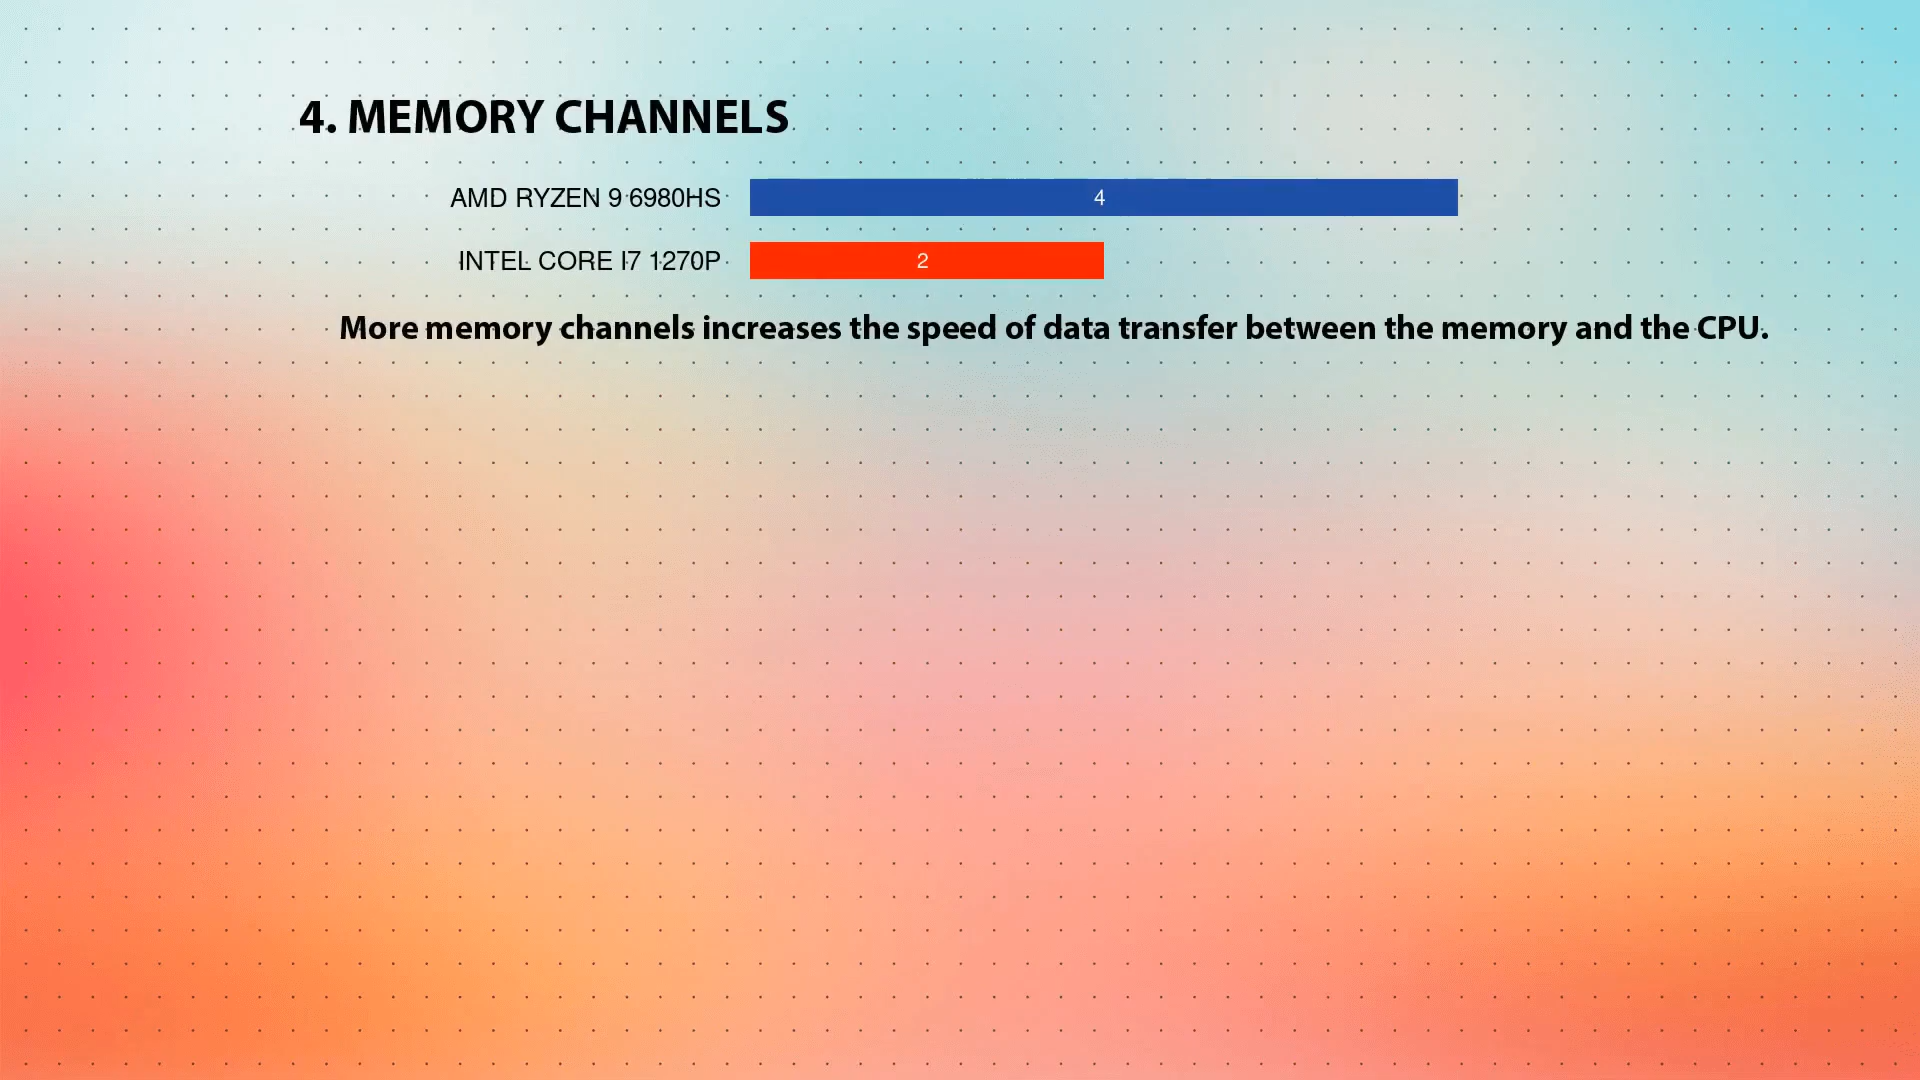 4. MEMORY CHANNELS
AMD RYZEN 9 6980HS 4
INTEL CORE I7 1270P 2
More memory channels increases the speed of data transfer between the memory and the CPU.